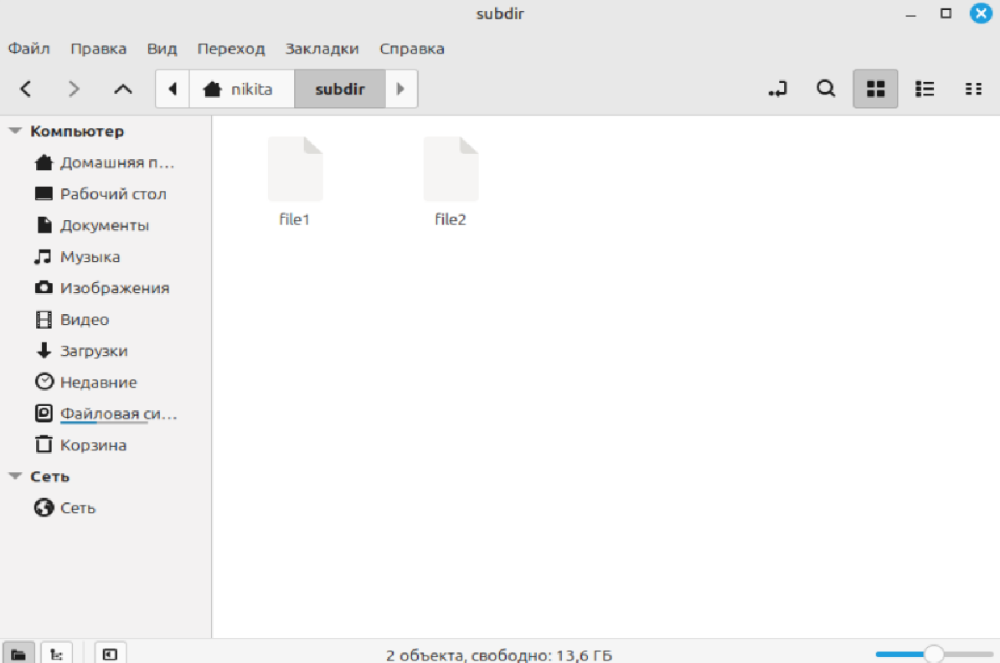 subdir
Файл Правка Вид Переход Закладки Справка
nikita subdir
Компьютер
Домашняя п...
Рабочий стол
Документы
Музыка
Изображения
Видео
Загрузки
Недавние
Файловая си...
Корзина
Сеть
Сеть
file1 file2
2 объекта, свободно: 13,6 ГБ